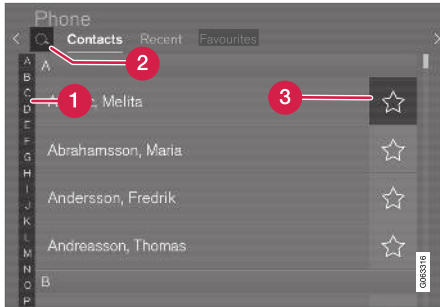 Phone
Contacts Recent Favourites
2
A
B
C
D
E
F
G
H
I
J
K
L
M
N
O
P
A
1
Melita
3
Abrahamsson, Maria
Andersson, Fredrik
Andreasson, Thomas
B
G063316